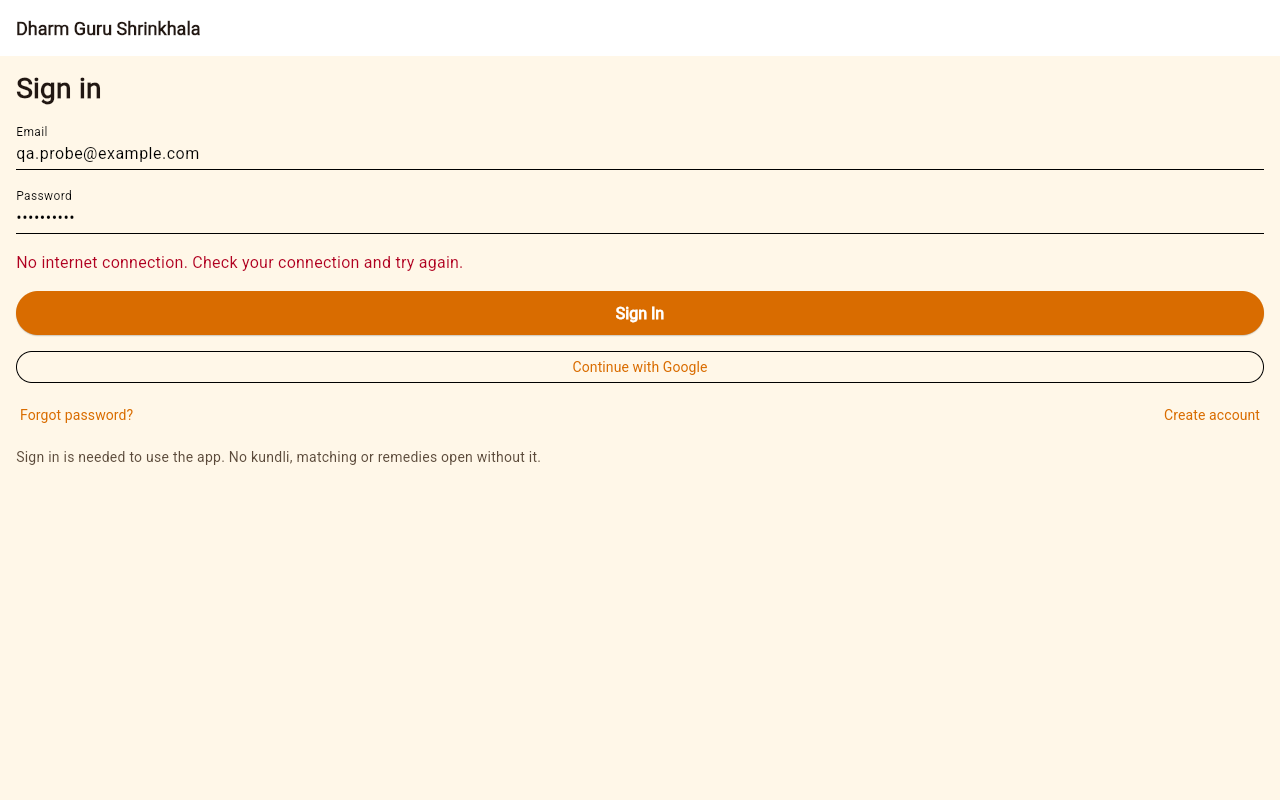 Dharm Guru Shrinkhala
Sign in
Email
qa.probe@example.com
Password
••••••••••
No internet connection. Check your connection and try again.
Sign In
Continue with Google
Forgot password?
Create account
Sign in is needed to use the app. No kundli, matching or remedies open without it.